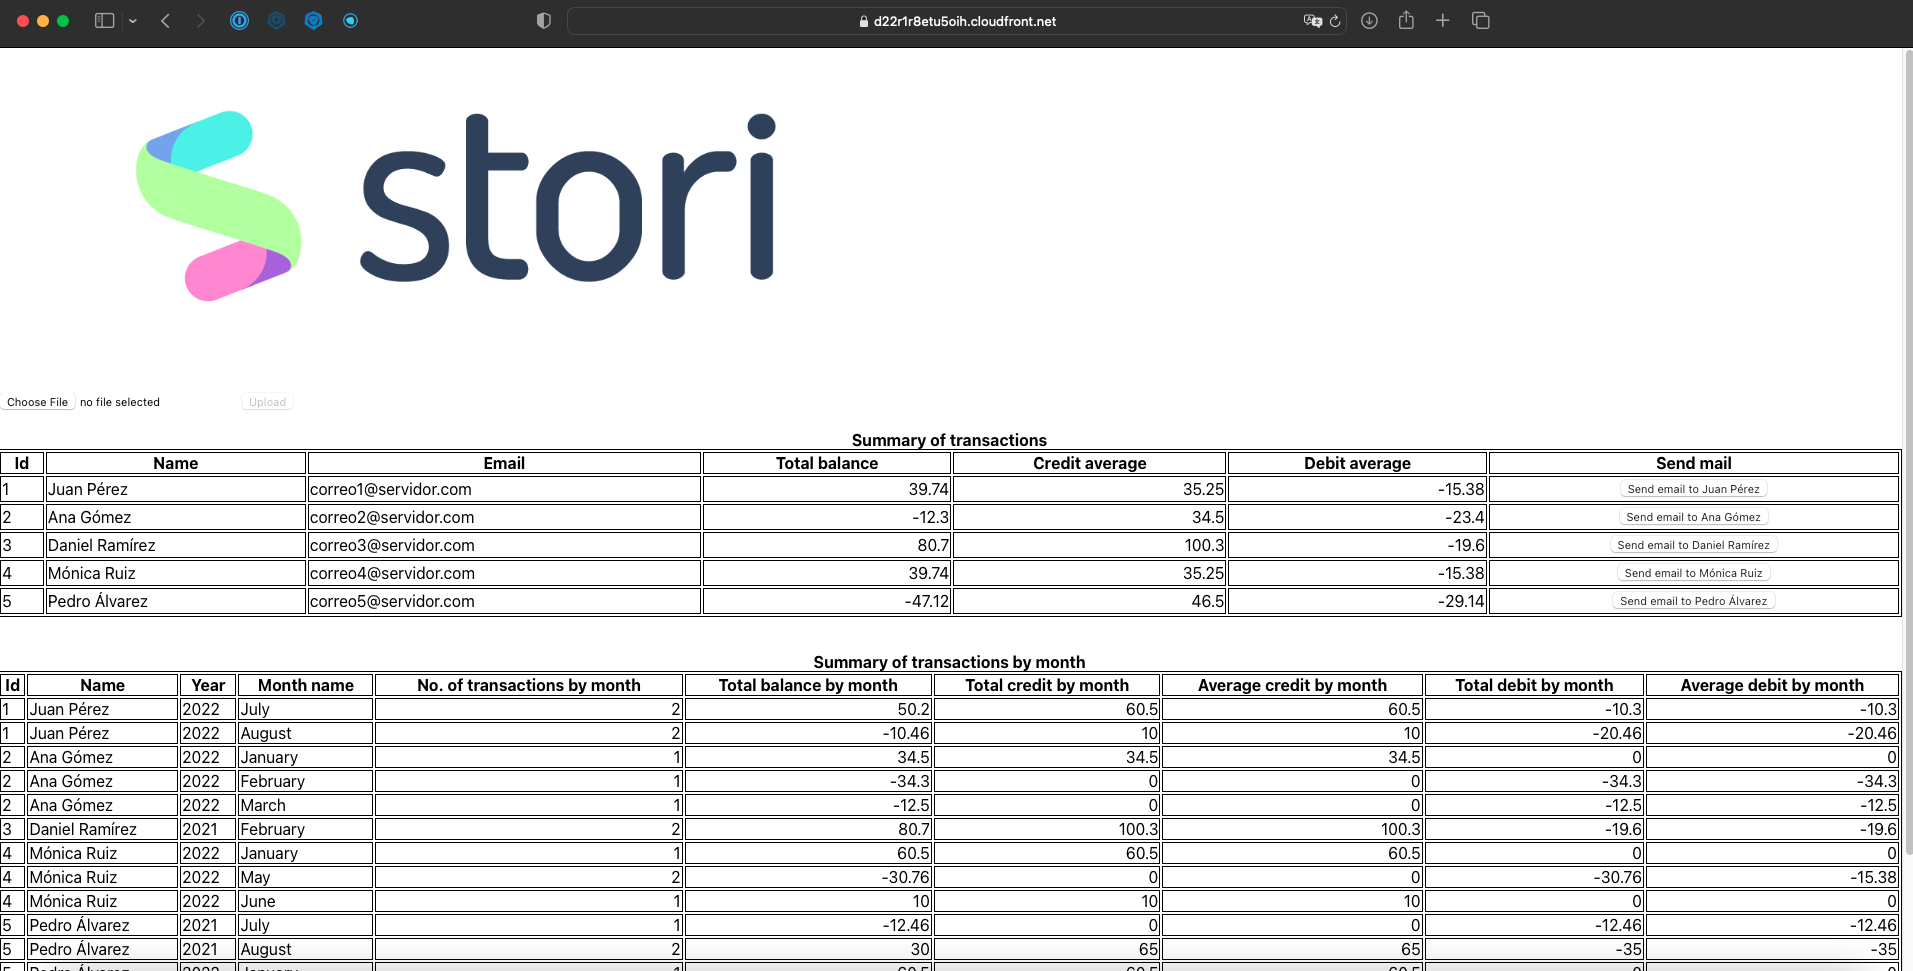 d22r1r8etu5oih.cloudfront.net
stori
Choose File no file selected Upload
Summary of transactions
Id Name Email Total balance Credit average Debit average Send mail
1 Juan Pérez correo1@servidor.com 39.74 35.25 -15.38 Send email to Juan Pérez
2 Ana Gómez correo2@servidor.com -12.3 34.5 -23.4 Send email to Ana Gómez
3 Daniel Ramírez correo3@servidor.com 80.7 100.3 -19.6 Send email to Daniel Ramírez
4 Mónica Ruiz correo4@servidor.com 39.74 35.25 -15.38 Send email to Mónica Ruiz
5 Pedro Álvarez correo5@servidor.com -47.12 46.5 -29.14 Send email to Pedro Álvarez
Summary of transactions by month
Id Name Year Month name No. of transactions by month Total balance by month Total credit by month Average credit by month Total debit by month Average debit by month
1 Juan Pérez 2022 July 2 50.2 60.5 60.5 -10.3 -10.3
1 Juan Pérez 2022 August 2 -10.46 10 10 -20.46 -20.46
2 Ana Gómez 2022 January 1 34.5 34.5 34.5 0 0
2 Ana Gómez 2022 February 1 -34.3 0 0 -34.3 -34.3
2 Ana Gómez 2022 March 1 -12.5 0 0 -12.5 -12.5
3 Daniel Ramírez 2021 February 2 80.7 100.3 100.3 -19.6 -19.6
4 Mónica Ruiz 2022 January 1 60.5 60.5 60.5 0 0
4 Mónica Ruiz 2022 May 2 -30.76 0 0 -30.76 -15.38
4 Mónica Ruiz 2022 June 1 10 10 10 0 0
5 Pedro Álvarez 2021 July 1 -12.46 0 0 -12.46 -12.46
5 Pedro Álvarez 2021 August 2 30 65 65 -35 -35